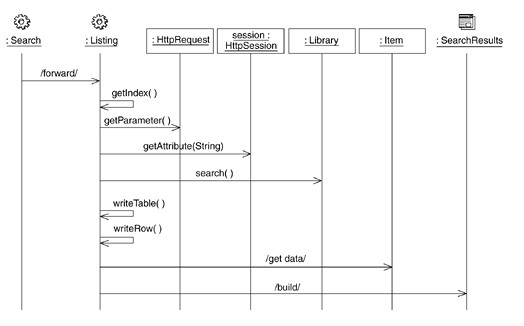 : Search
: Listing
: HttpRequest
session :
HttpSession
: Library
: Item
: SearchResults
/forward/
getIndex( )
getParameter( )
getAttribute(String)
search( )
writeTable( )
writeRow( )
/get data/
/build/